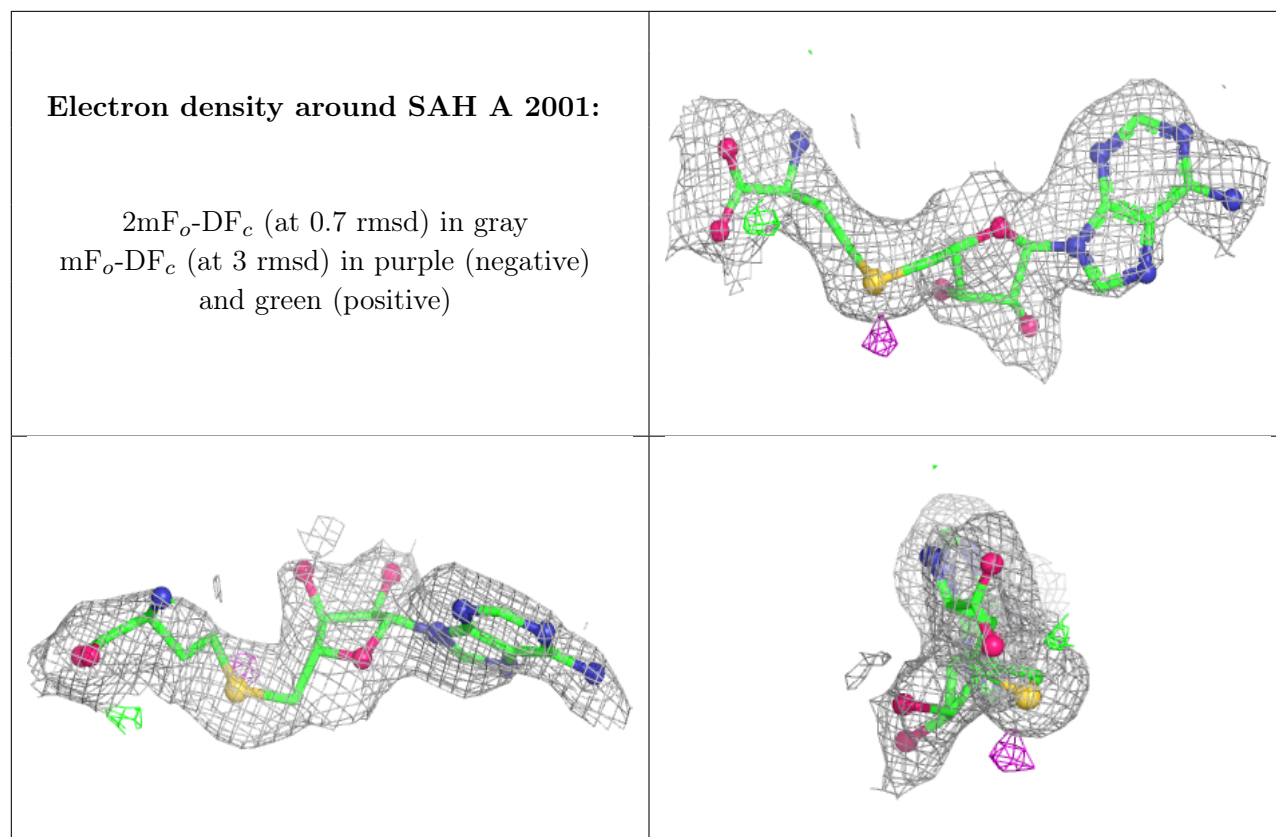 Electron density around SAH A 2001:
2mFo-DFc (at 0.7 rmsd) in gray
mFo-DFc (at 3 rmsd) in purple (negative)
and green (positive)